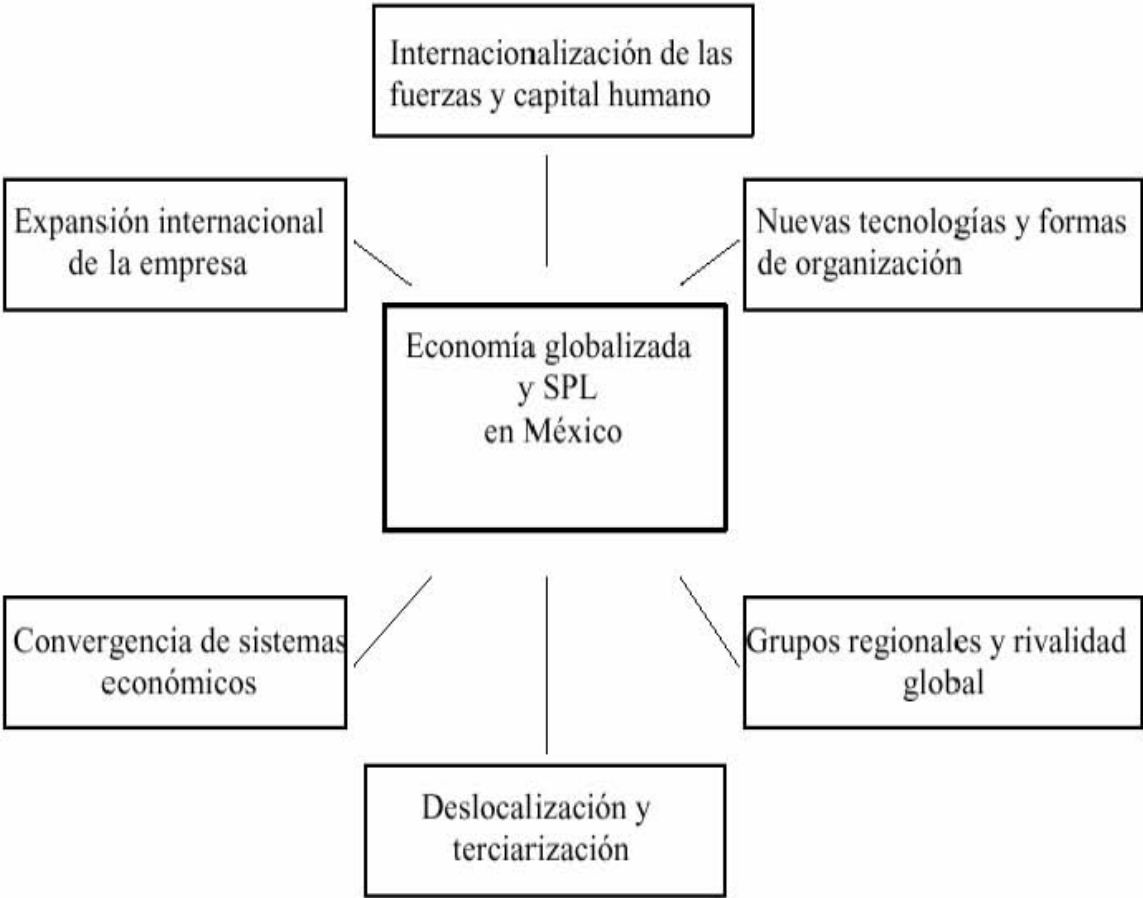 Internacionalización de las
fuerzas y capital humano
Expansión internacional
de la empresa
Nuevas tecnologías y formas
de organización
Economía globalizada
y SPL
en México
Convergencia de sistemas
económicos
Grupos regionales y rivalidad
global
Deslocalización y
terciarización